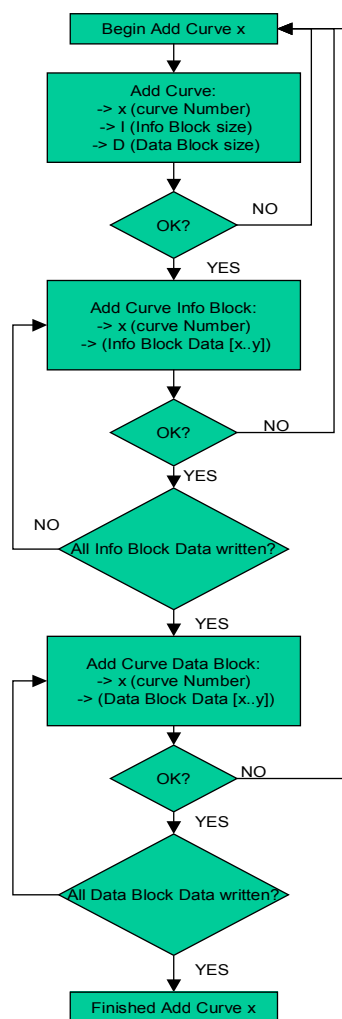 Begin Add Curve x
Add Curve:
-> x (curve Number)
-> I (Info Block size)
-> D (Data Block size)
OK?
NO
YES
Add Curve Info Block:
-> x (curve Number)
-> (Info Block Data [x..y])
OK?
NO
YES
NO
All Info Block Data written?
YES
Add Curve Data Block:
-> x (curve Number)
-> (Data Block Data [x..y])
OK?
NO
YES
All Data Block Data written?
YES
Finished Add Curve x